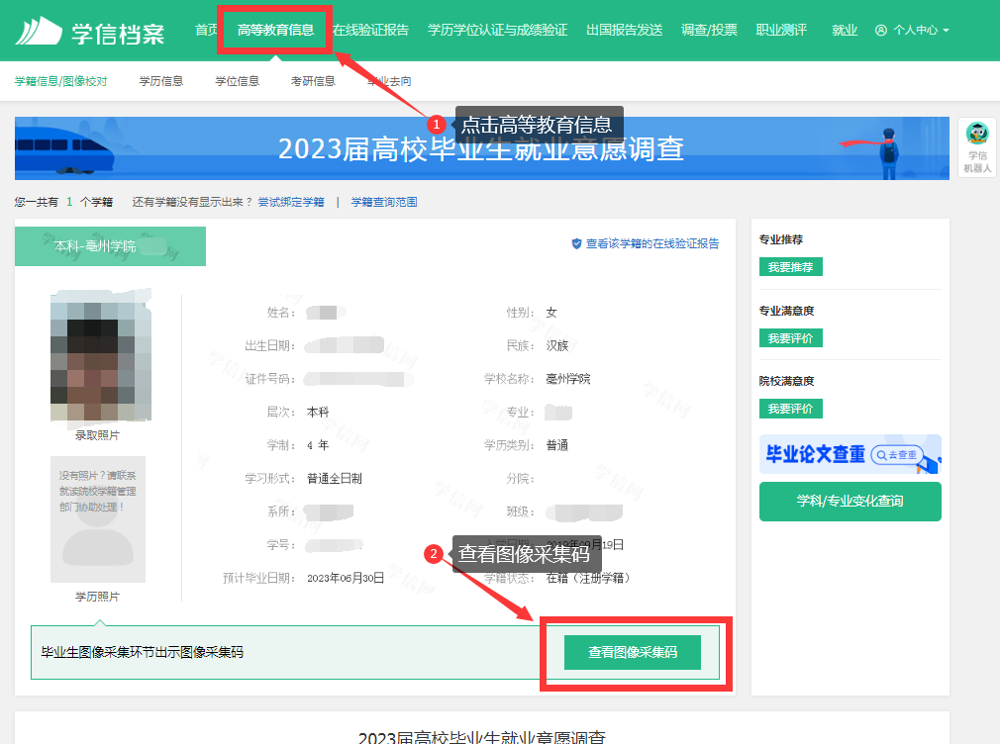 学信档案
首页 高等教育信息 在线验证报告 学历学位认证与成绩验证 出国报告发送 调查/投票 职业测评 就业 个人中心
学籍信息/图像校对 学历信息 学位信息 考研信息 毕业去向
1 点击高等教育信息
2023届高校毕业生就业意愿调查
学信
机器人
您一共有 1 个学籍 还有学籍没有显示出来？ 尝试绑定学籍 | 学籍查询范围
本科-亳州学院
查看该学籍的在线验证报告
录取照片
没有照片？请联系
就读院校学籍管理
部门协助处理！
学历照片
姓名： 性别： 女
出生日期： 民族： 汉族
证件号码： 学校名称： 亳州学院
层次： 本科 专业：
学制： 4 年 学历类别： 普通
学习形式： 普通全日制 分院：
系所： 班级：
学号： 入学日期： 2019年09月19日
预计毕业日期： 2023年06月30日 学籍状态： 在籍（注册学籍）
2 查看图像采集码
毕业生图像采集环节出示图像采集码 查看图像采集码
专业推荐
我要推荐
专业满意度
我要评价
院校满意度
我要评价
毕业论文查重 去查重
学科/专业变化查询
2023届高校毕业生就业意愿调查